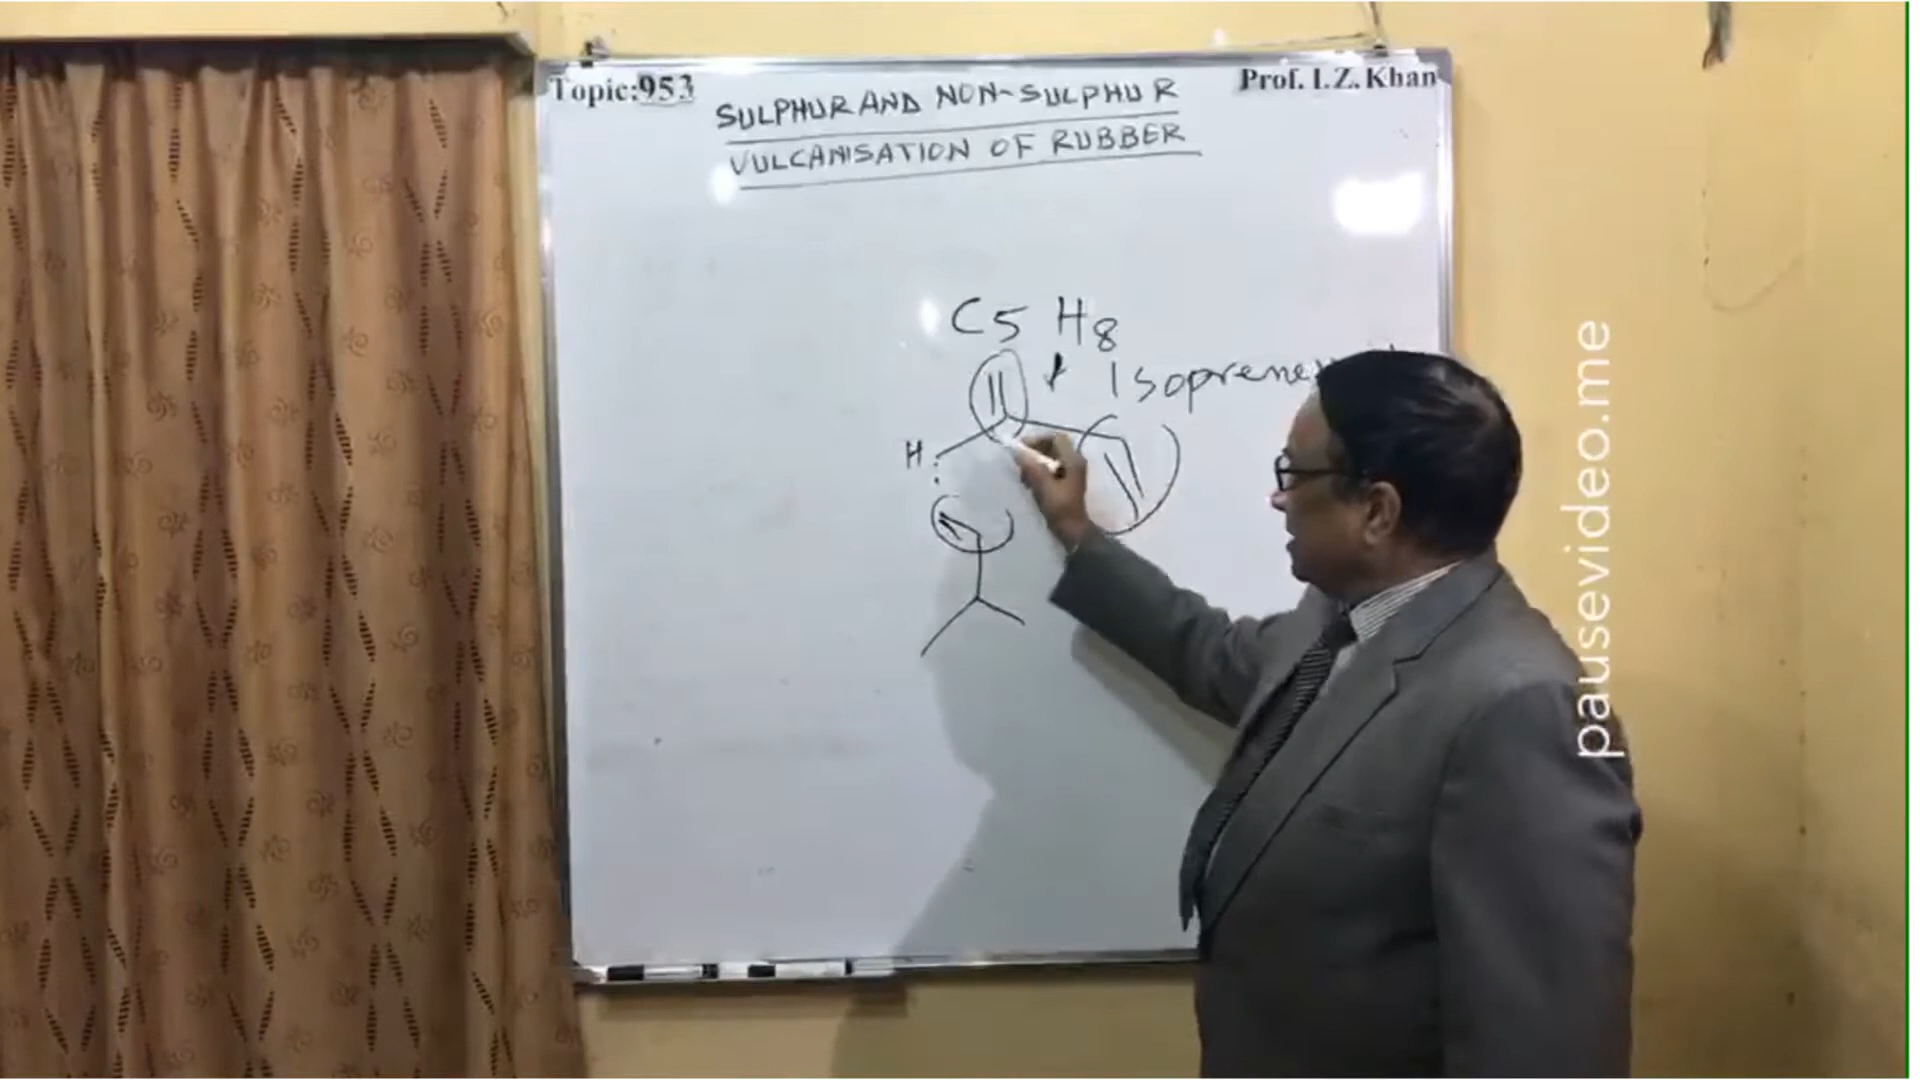 Topic:953
Prof. I.Z. Khan
SULPHUR AND NON-SULPHUR
VULCANISATION OF RUBBER
C5 H8
Isoprene
H
pausevideo.me